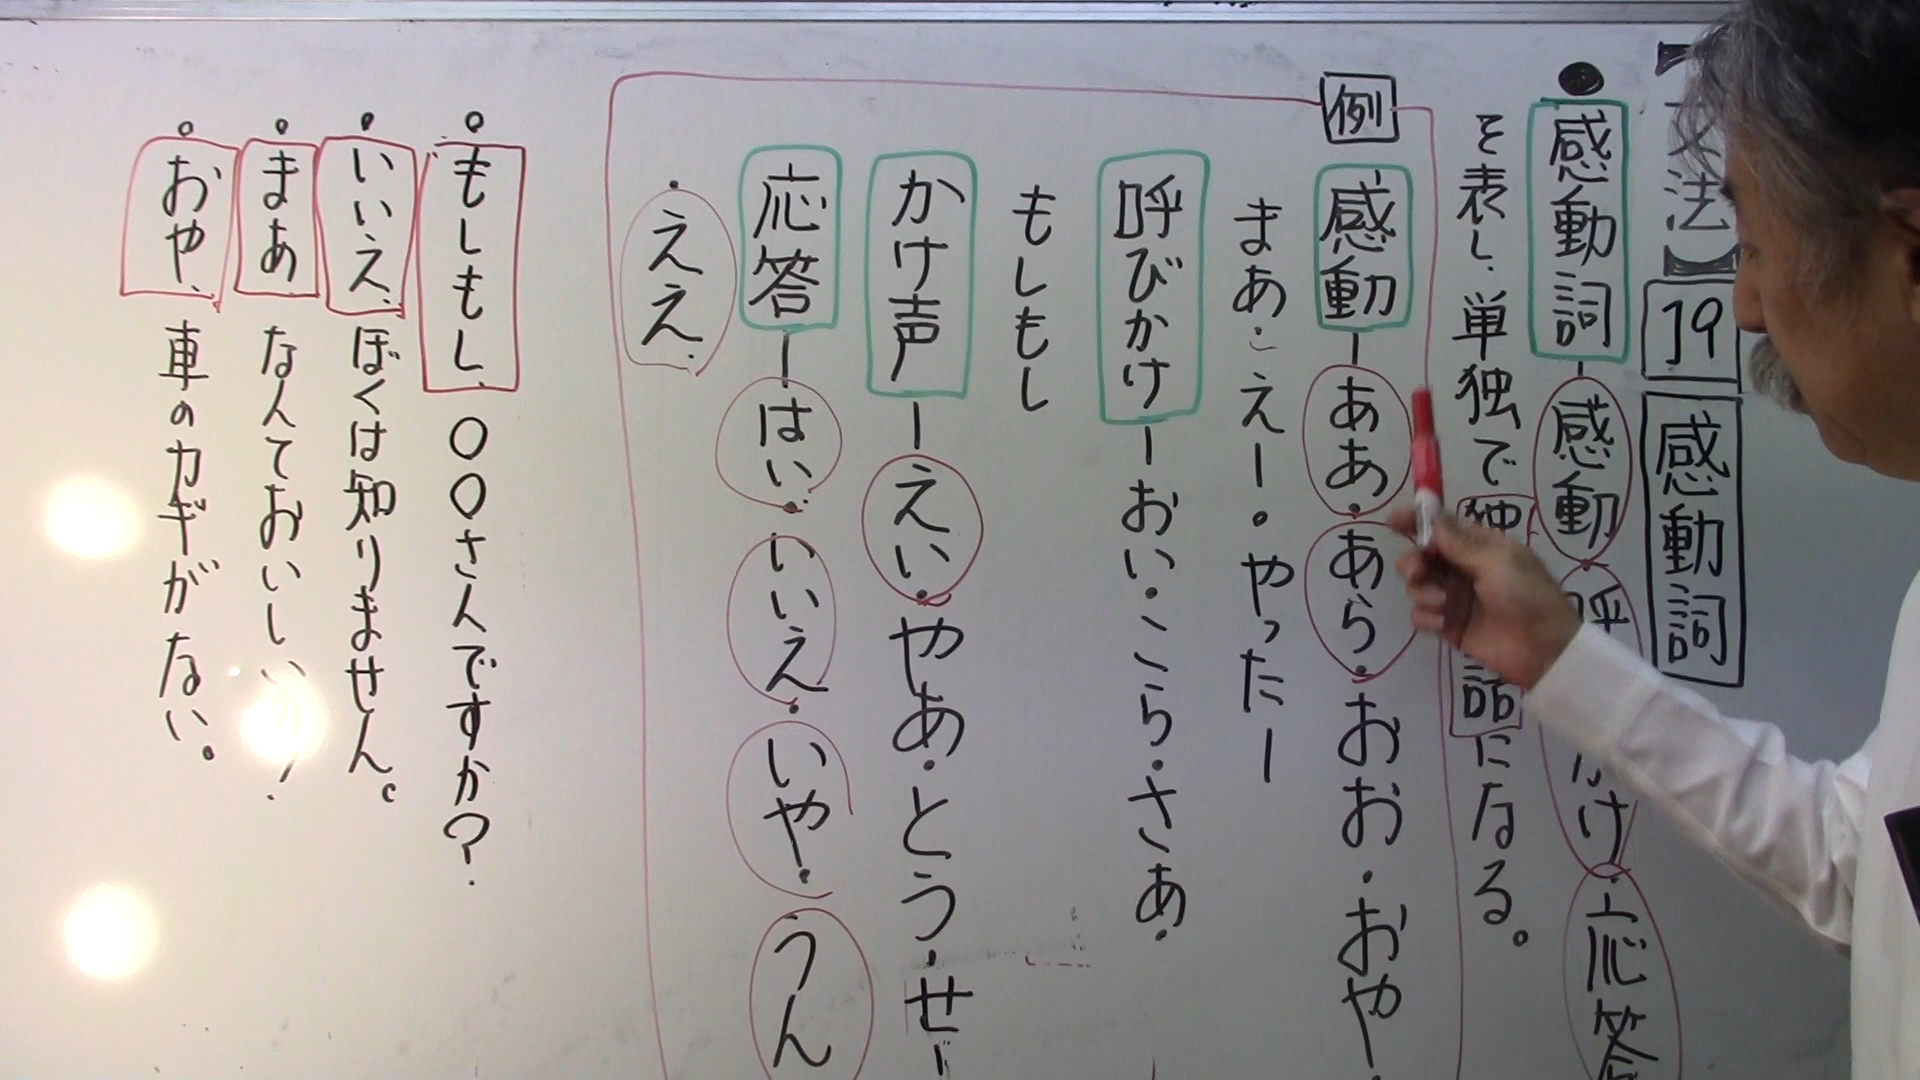 【文法】 19 感動詞
●感動詞ー感動・呼びかけ・応答
を表し、単独で独 語になる。
例 感動ーああ・あら・おお・おや
まあ・えー・やったー
呼びかけーおい・こら・さあ・
もしもし
かけ声ーえい・やあ・とう・せー
応答ーはい・いいえ・いや・うん
・ええ
・もしもし、〇〇さんですか?
・いいえ、ぼくは知りません。
・まあ なんておいしい !
・おや、車のカギがない。